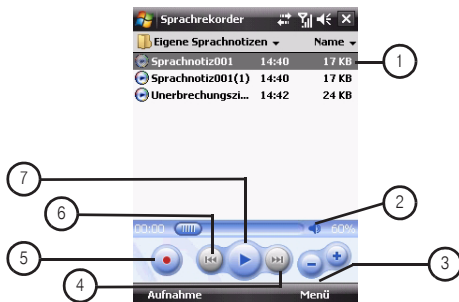 Sprachrekorder
Eigene Sprachnotizen Name
Sprachnotiz001 14:40 17 KB
Sprachnotiz001(1) 14:40 17 KB
Unerbrechungszi... 14:42 24 KB
1
7
6
2
00:00 60%
5
4
3
Aufnahme Menü